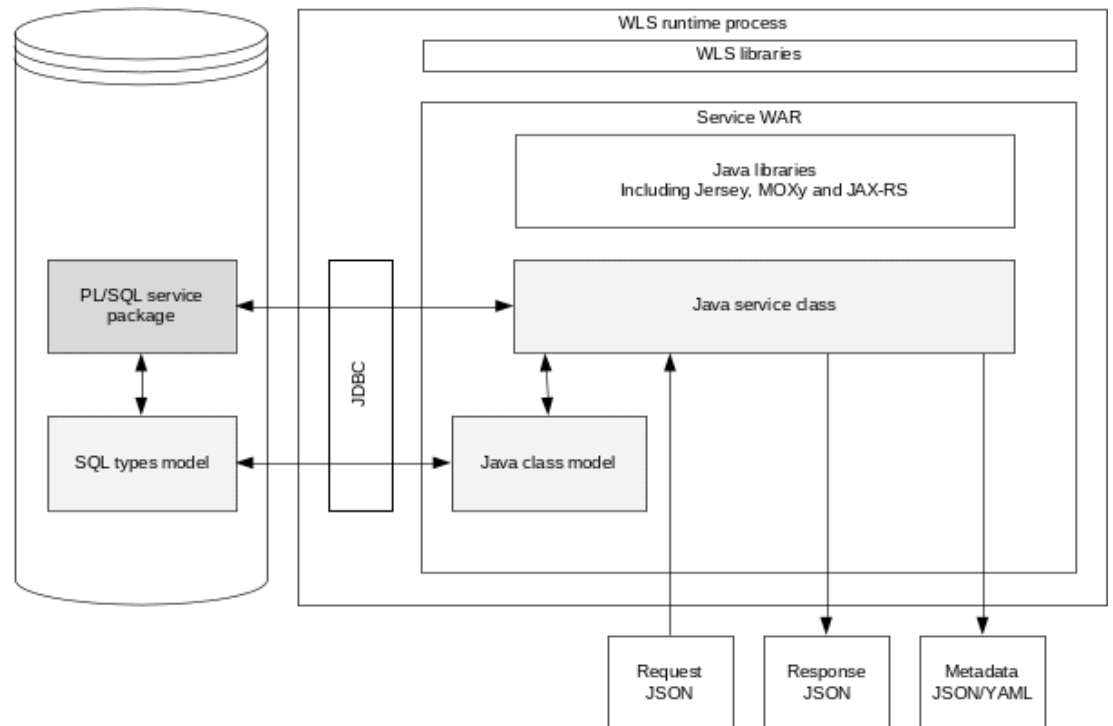 WLS runtime process
WLS libraries
Service WAR
Java libraries
Including Jersey, MOXy and JAX-RS
PL/SQL service
package
JDBC
Java service class
SQL types model
Java class model
Request
JSON
Response
JSON
Metadada
JSON/YAML